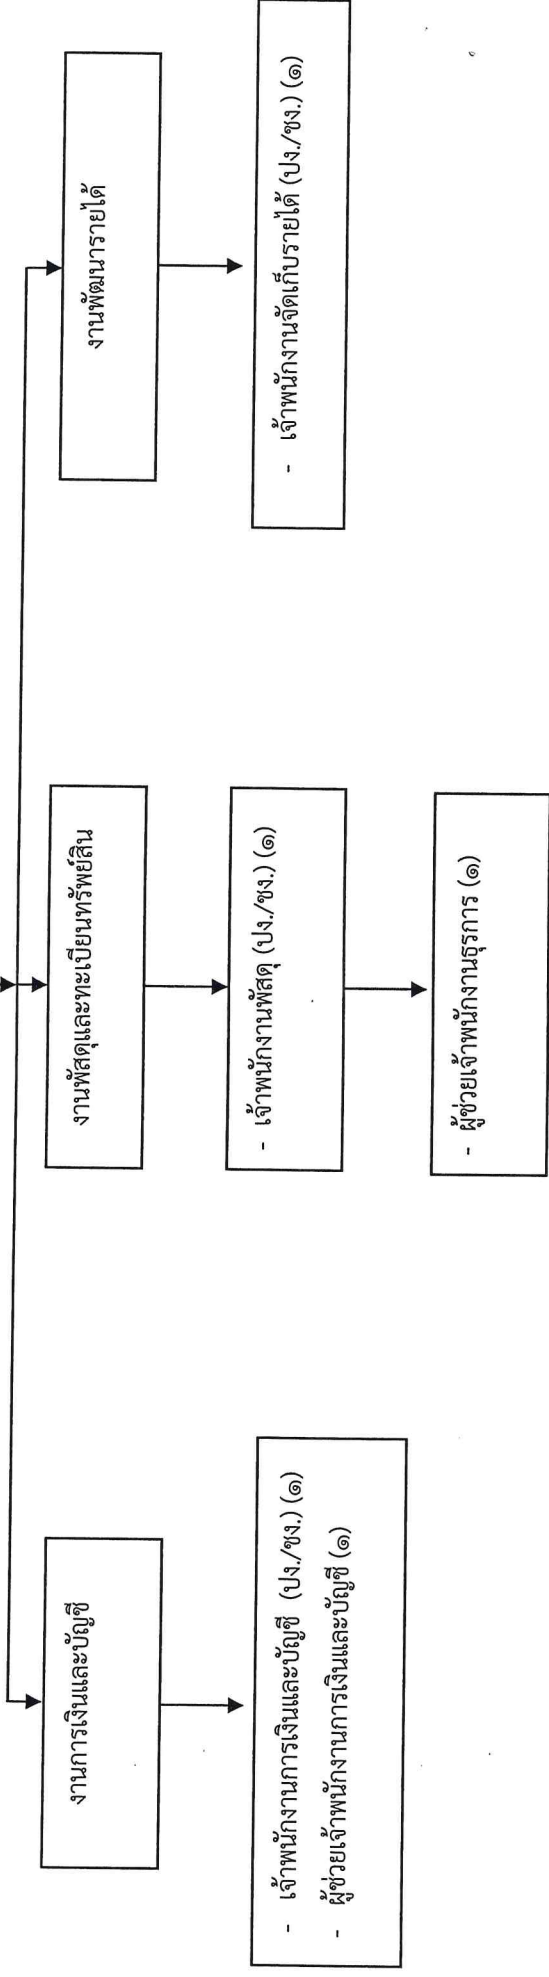 งานการเงินและบัญชี
- เจ้าพนักงานการเงินและบัญชี (ปง./ชง.) (๑)
- ผู้ช่วยเจ้าพนักงานการเงินและบัญชี (๑)
งานพัสดุและทะเบียนทรัพย์สิน
- เจ้าพนักงานพัสดุ (ปง./ชง.) (๑)
- ผู้ช่วยเจ้าพนักงานธุรการ (๑)
งานพัฒนารายได้
- เจ้าพนักงานจัดเก็บรายได้ (ปง./ชง.) (๑)